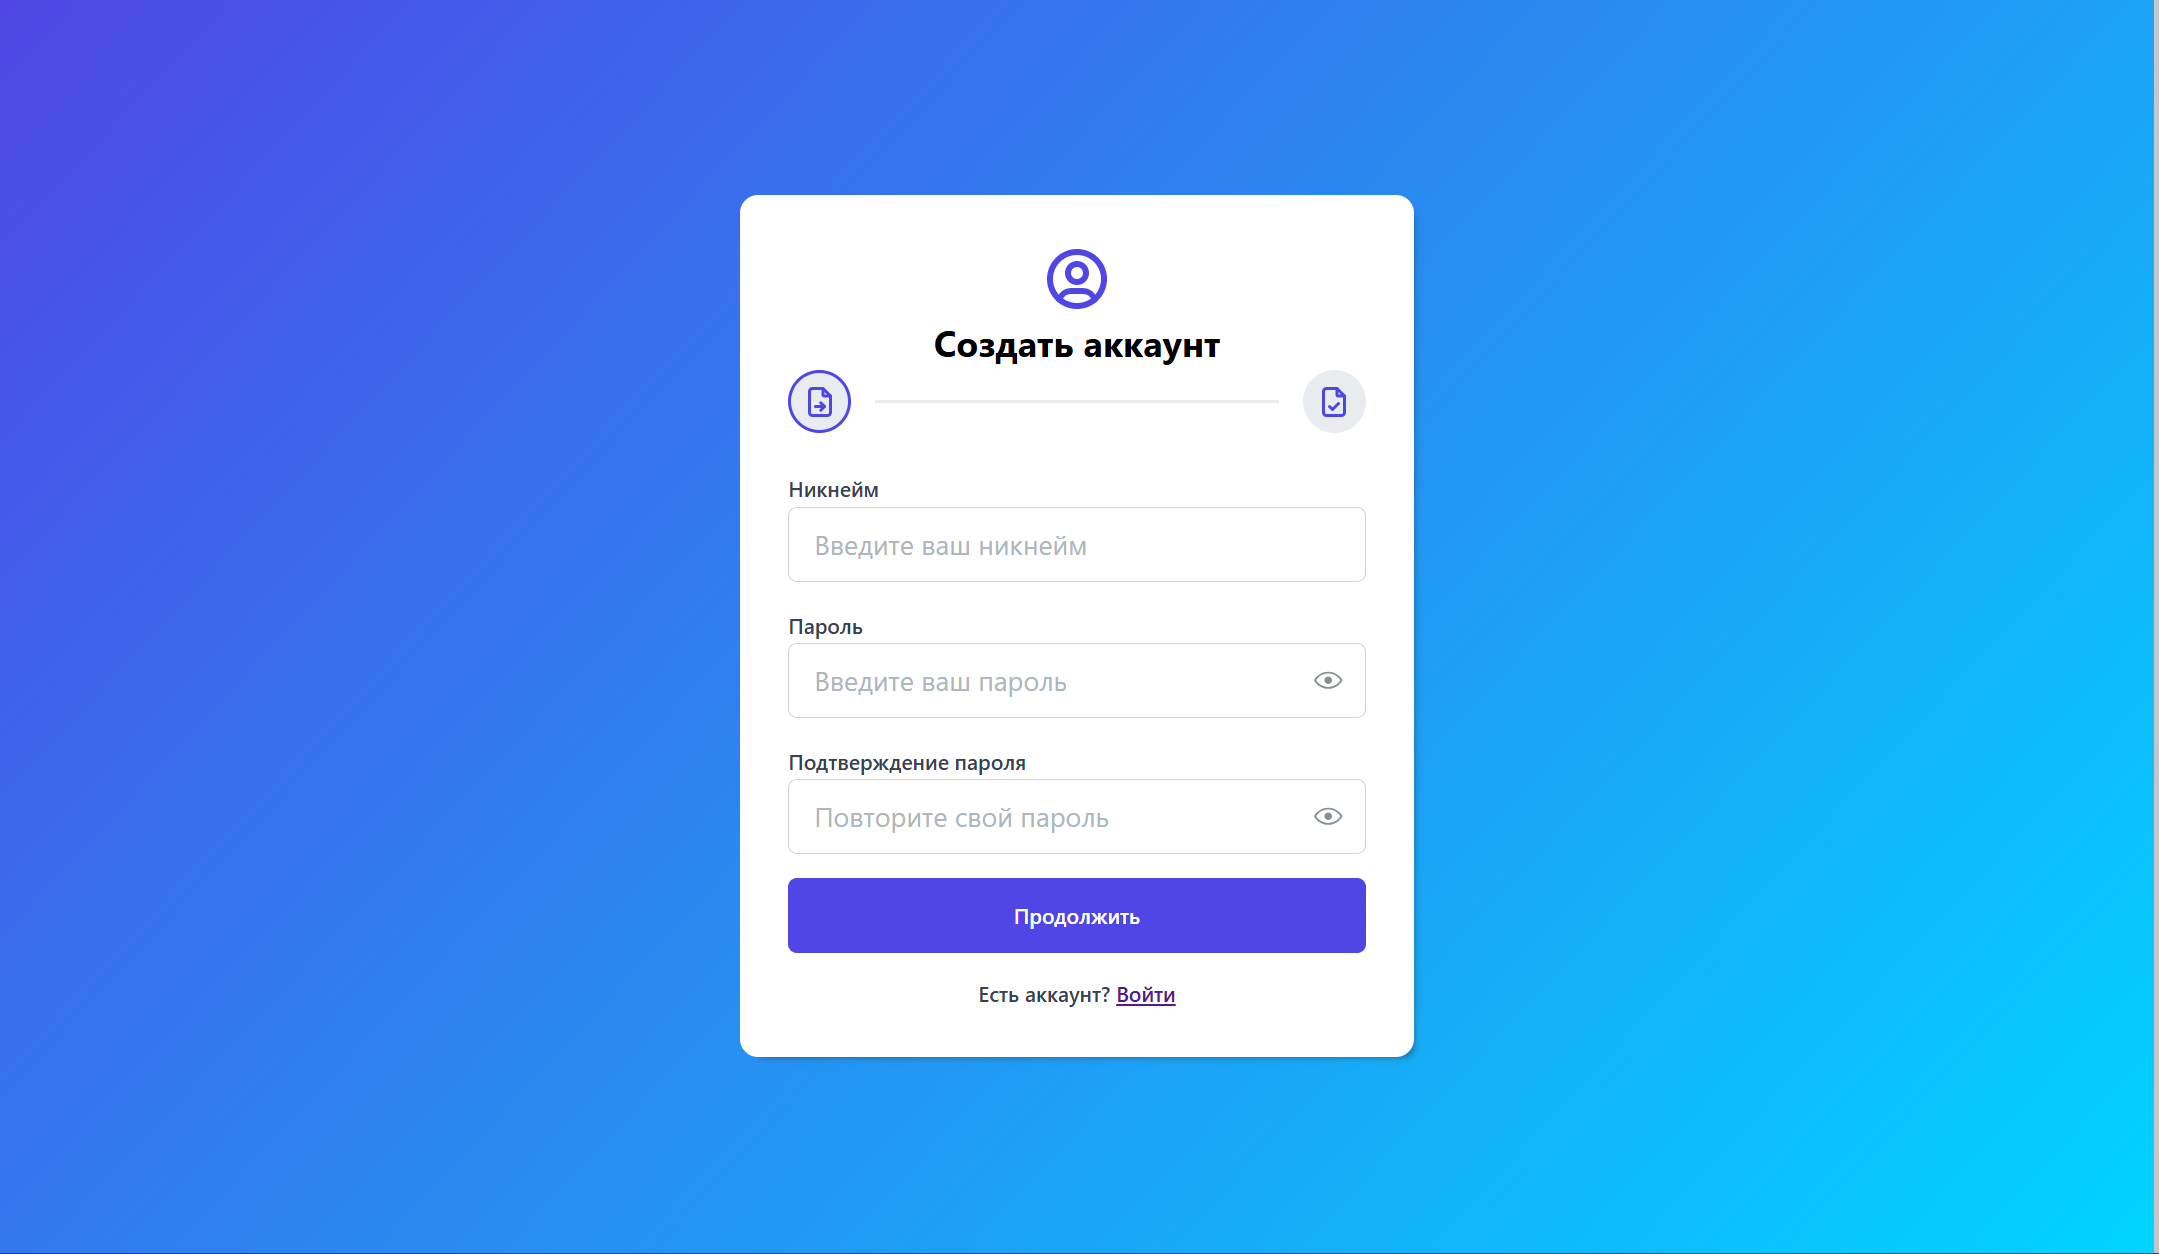 Создать аккаунт
Никнейм
Введите ваш никнейм
Пароль
Введите ваш пароль
Подтверждение пароля
Повторите свой пароль
Продолжить
Есть аккаунт? Войти